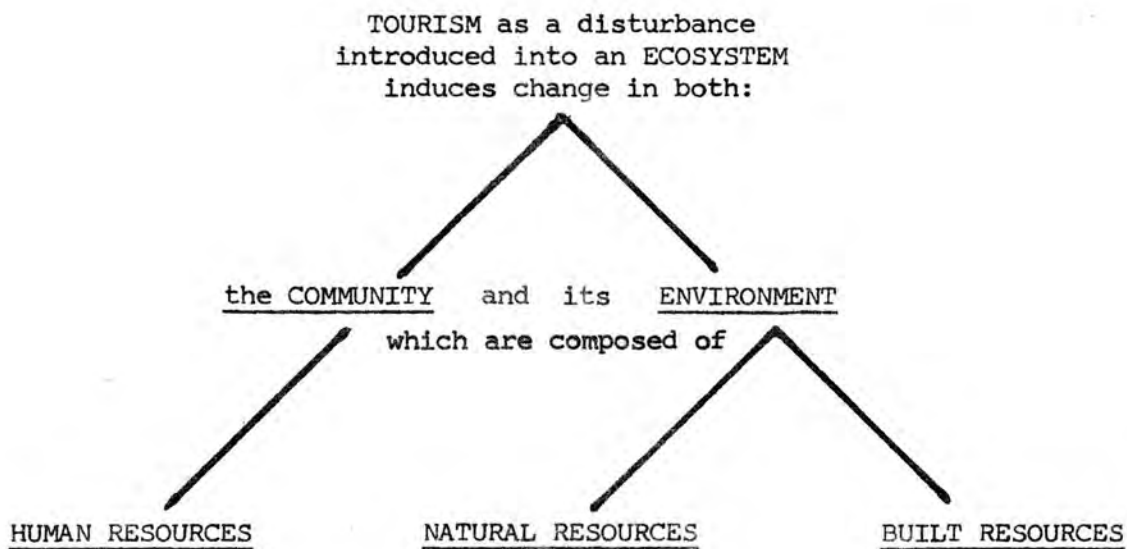 TOURISM as a disturbance
introduced into an ECOSYSTEM
induces change in both:
the COMMUNITY and its ENVIRONMENT
which are composed of
HUMAN RESOURCES NATURAL RESOURCES BUILT RESOURCES